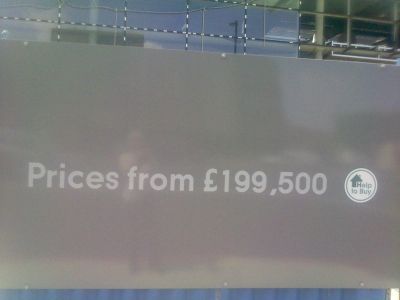 Prices from £199,500
Help
to Buy